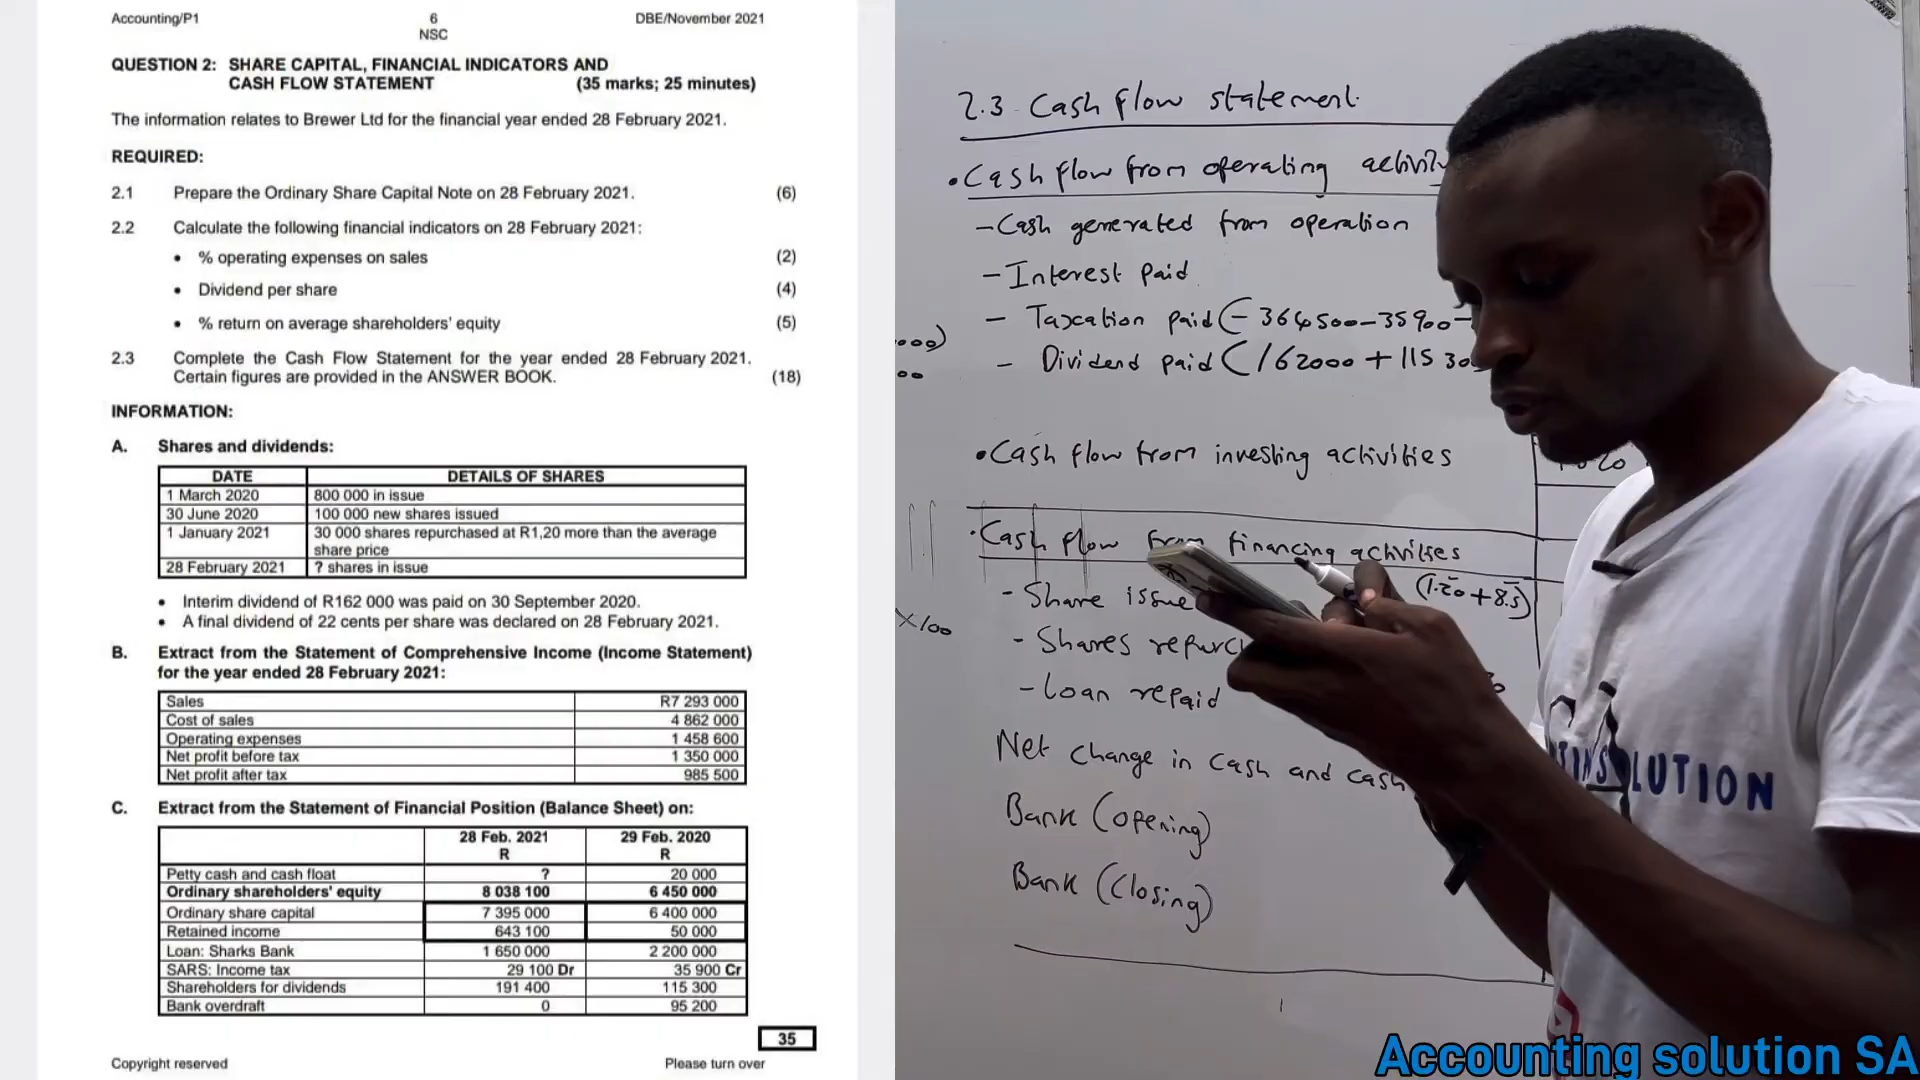 Accounting/P1 6 DBE/November 2021
NSC
QUESTION 2: SHARE CAPITAL, FINANCIAL INDICATORS AND
CASH FLOW STATEMENT (35 marks; 25 minutes)
The information relates to Brewer Ltd for the financial year ended 28 February 2021.
REQUIRED:
2.1 Prepare the Ordinary Share Capital Note on 28 February 2021. (6)
2.2 Calculate the following financial indicators on 28 February 2021:
• % operating expenses on sales (2)
• Dividend per share (4)
• % return on average shareholders' equity (5)
2.3 Complete the Cash Flow Statement for the year ended 28 February 2021.
Certain figures are provided in the ANSWER BOOK. (18)
INFORMATION:
A. Shares and dividends:
DATE DETAILS OF SHARES
1 March 2020 800 000 in issue
30 June 2020 100 000 new shares issued
1 January 2021 30 000 shares repurchased at R1,20 more than the average
share price
28 February 2021 ? shares in issue
• Interim dividend of R162 000 was paid on 30 September 2020.
• A final dividend of 22 cents per share was declared on 28 February 2021.
B. Extract from the Statement of Comprehensive Income (Income Statement)
for the year ended 28 February 2021:
Sales R7 293 000
Cost of sales 4 862 000
Operating expenses 1 458 600
Net profit before tax 1 350 000
Net profit after tax 985 500
C. Extract from the Statement of Financial Position (Balance Sheet) on:
28 Feb. 2021 29 Feb. 2020
R R
Petty cash and cash float ? 20 000
Ordinary shareholders' equity 8 038 100 6 450 000
Ordinary share capital 7 395 000 6 400 000
Retained income 643 100 50 000
Loan: Sharks Bank 1 650 000 2 200 000
SARS: Income tax 29 100 Dr 35 900 Cr
Shareholders for dividends 191 400 115 300
Bank overdraft 0 95 200
35
Copyright reserved Please turn over
2.3 Cash flow statement
• Cash flow from operating
- Cash generated from operation
- Interest paid
- Taxcation paid (- 364500-35900-
- Dividend paid (162000 + 115 30
• Cash flow from investing activities
• Cash flow from financing activities
- Share issue
(1.20 + 8.5)
x100
- Shares
- Loan repaid
Net change in cash and cash
Bank (opening)
Bank (closing)
LUTION
Accounting solution SA